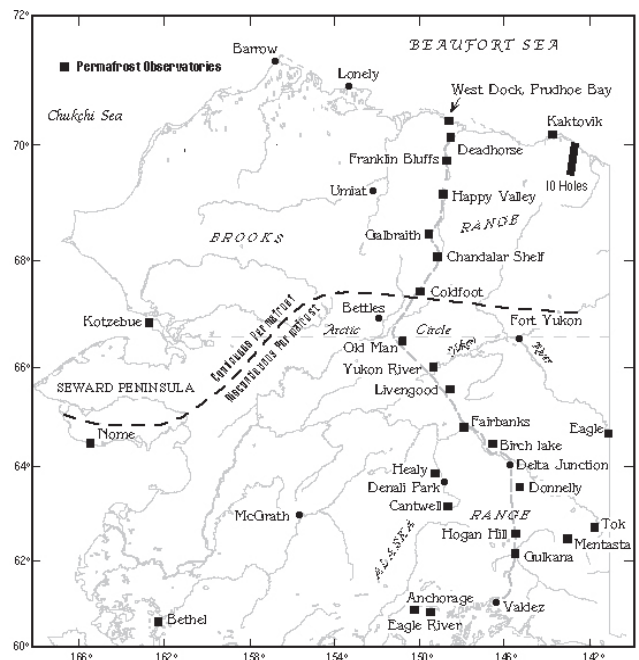 72°
Barrow
BEAUFORT SEA
■ Permafrost Observatories
Lonely
West Dock, Prudhoe Bay
Chukchi Sea
Kaktovik
70°
Deadhorse
Franklin Bluffs
10 Holes
Umiat
Happy Valley
RANGE
BROOKS
Galbraith
Chandalar Shelf
68°
Coldfoot
Continuous Permafrost
Discontinuous Permafrost
Bettles
Kotzebue
Arctic Circle
Fort Yukon
Old Man
Yukon River
Yukon River
66°
Livengood
SEWARD PENINSULA
Fairbanks
Eagle
Nome
Birch lake
64°
Delta Junction
Healy
Denali Park
Donnelly
Cantwell
McGrath
RANGE
Tok
Hogan Hill
Mentasta
62°
Gulkana
ALASKA
Anchorage
Valdez
Bethel
Eagle River
60°
166° 162° 158° 154° 150° 146° 142°